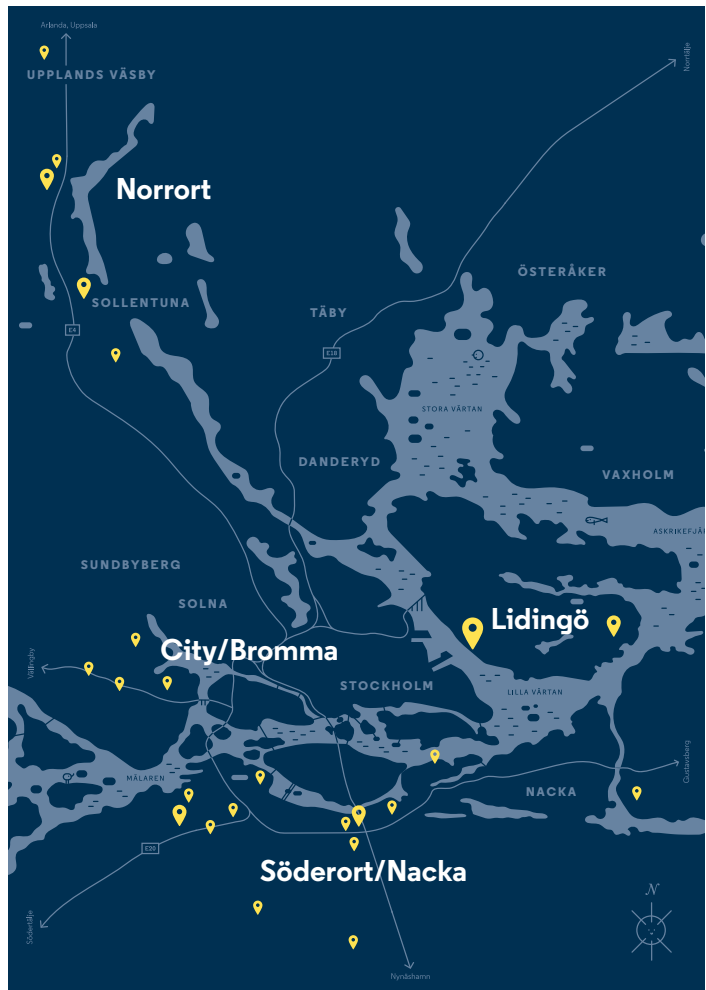 Arlanda, Uppsala
Norrtälje
UPPLANDS VÄSBY
Norrort
ÖSTERÅKER
SOLLENTUNA
TÄBY
E4
E18
STORA VÄRTAN
DANDERYD
VAXHOLM
ASKRIKEFJÄ
SUNDBYBERG
SOLNA
Lidingö
City/Bromma
Vällingby
STOCKHOLM
LILLA VÄRTAN
Gustavsberg
MÄLAREN
NACKA
E20
Söderort/Nacka
N
Södertälje
Nynäshamn